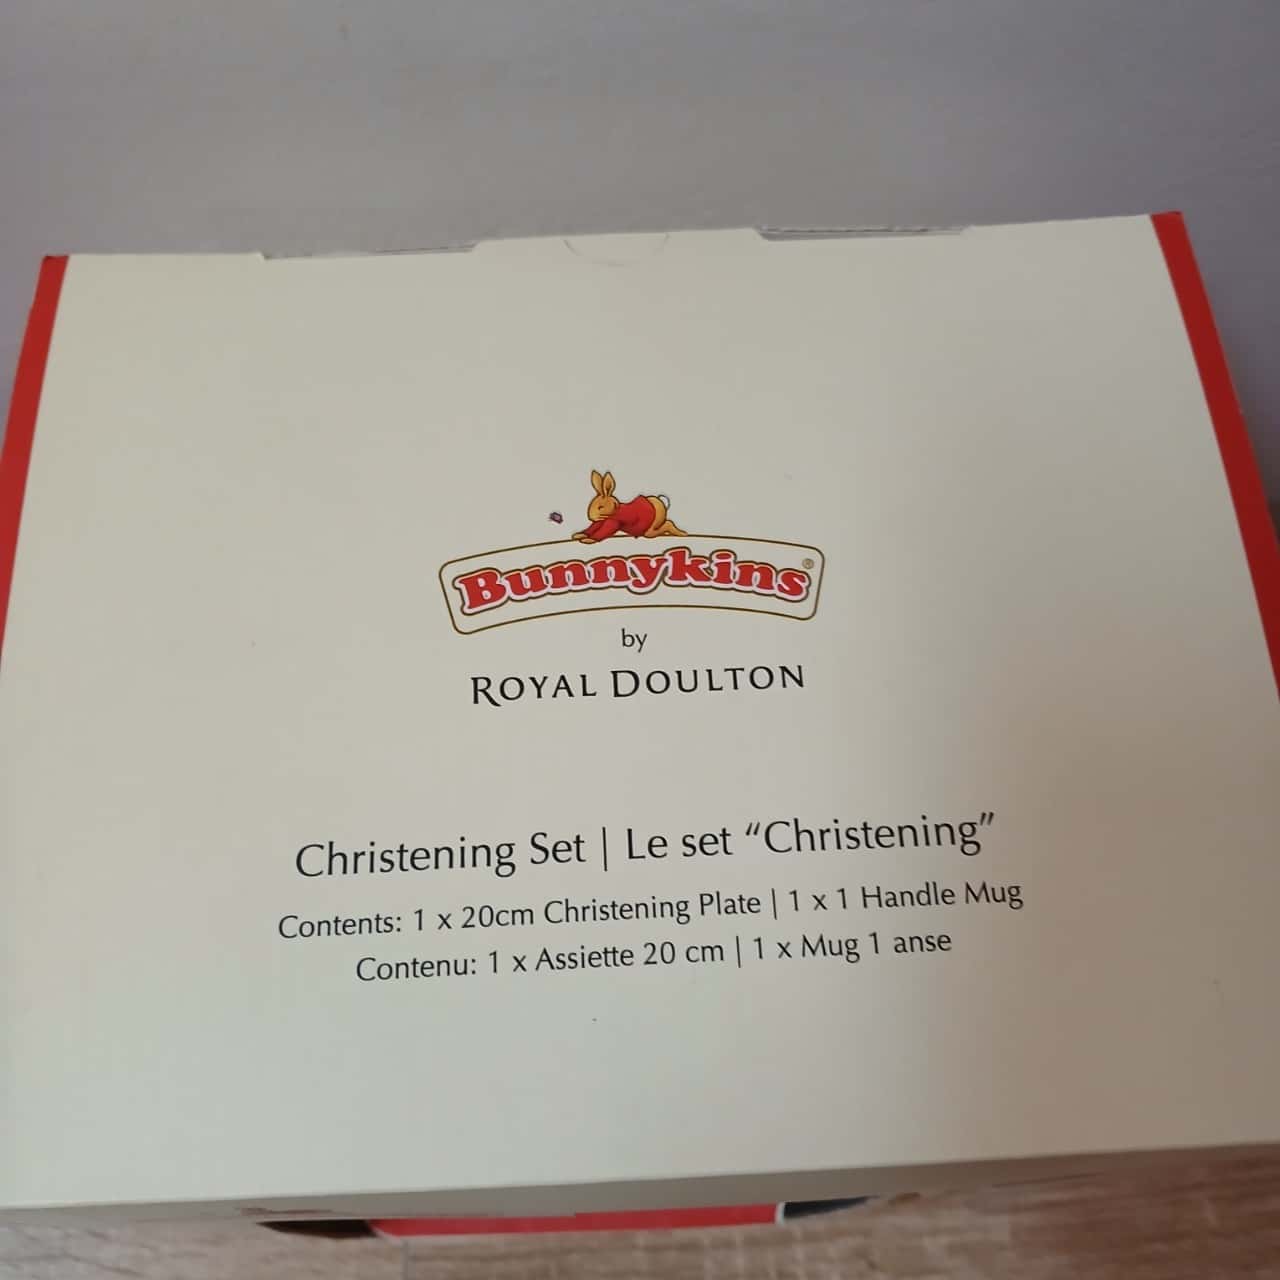 Bunnykins®
by
ROYAL DOULTON
Christening Set | Le set “Christening”
Contents: 1 x 20cm Christening Plate | 1 x 1 Handle Mug
Contenu: 1 x Assiette 20 cm | 1 x Mug 1 anse